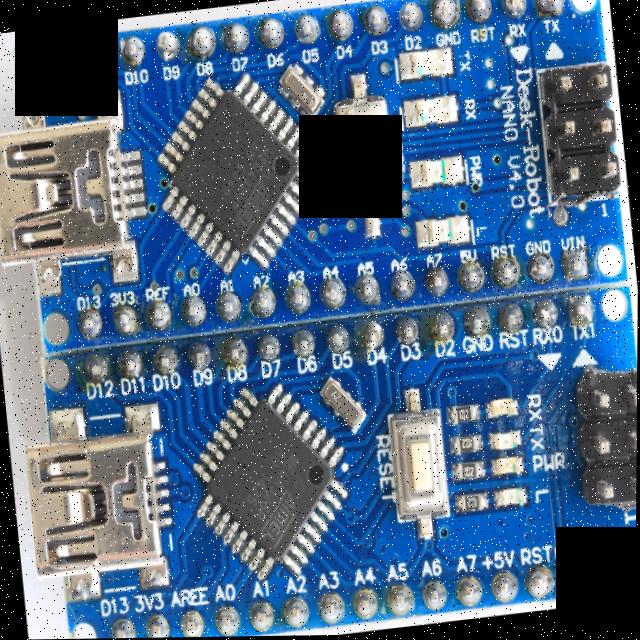 D10 D9 D8 D7 D6 D5 D4 D3 D2 GND RST RX TX
TX
RX
PWR
L
Deek-Robot
NANO V4.0
1
D13 3V3 REF A0 A1 A2 A3 A4 A5 A6 A7 5V RST GND VIN
D12 D11 D10 D9 D8 D7 D6 D5 D4 D3 D2 GND RST RX0 TX1
RESET
RX
TX
PWR
L
D13 3V3 AREF A0 A1 A2 A3 A4 A5 A6 A7 +5V RST